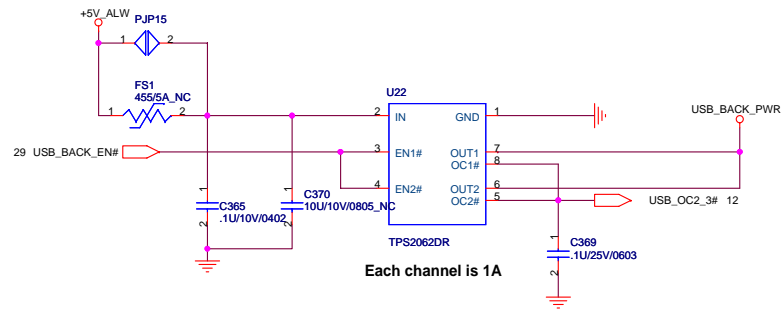 +5V_ALW
PJP15
1 2
FS1
455/5A_NC
1 2
U22
2 IN GND 1
USB_BACK_PWR
29 USB_BACK_EN#
3 EN1# OUT1 7
OC1# 8
4 EN2# OUT2 6
OC2# 5
USB_OC2_3# 12
1
C365
.1U/10V/0402
2
1
C370
10U/10V/0805_NC
2
TPS2062DR
1
C369
.1U/25V/0603
2
Each channel is 1A